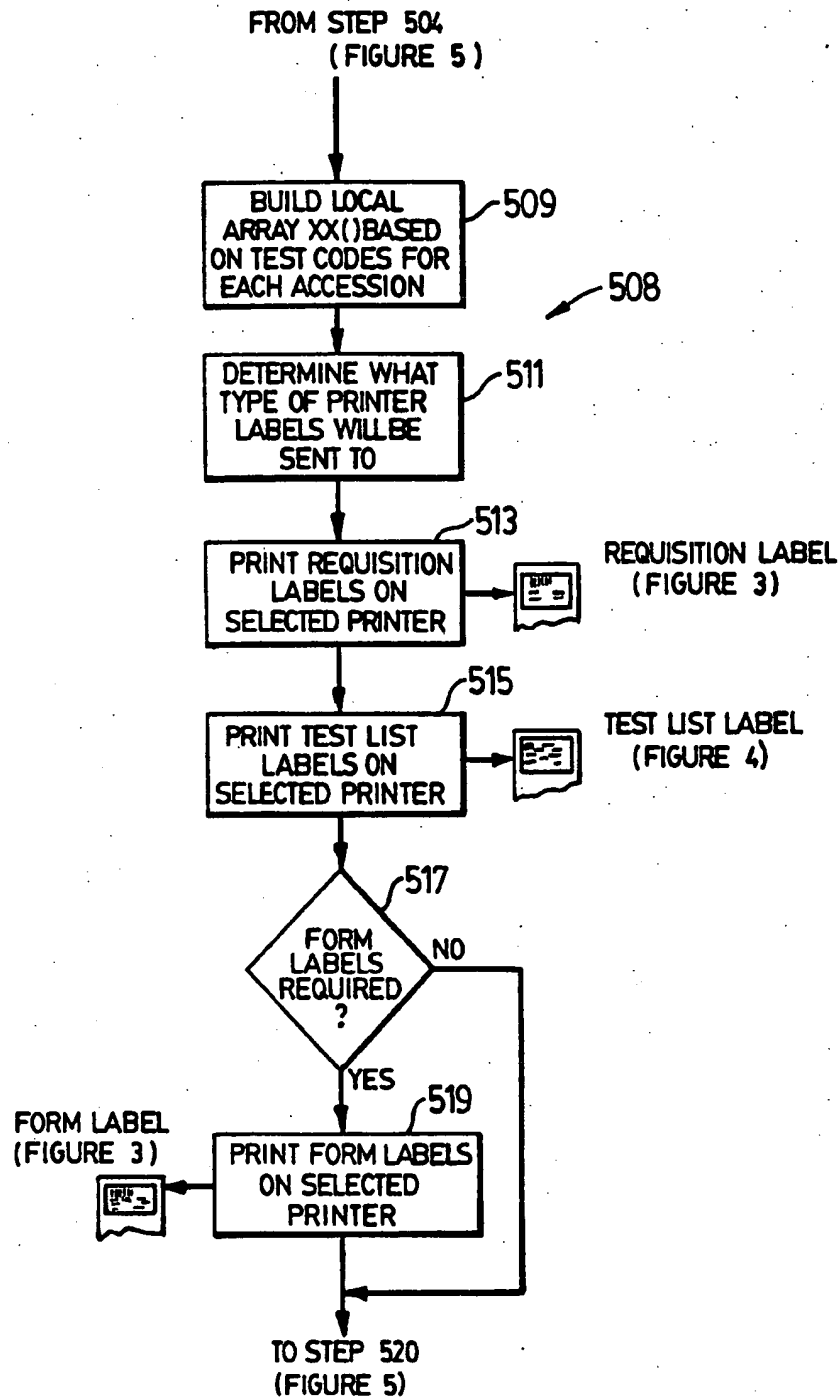 FROM STEP 504
(FIGURE 5)
BUILD LOCAL
ARRAY XX()BASED
ON TEST CODES FOR
EACH ACCESSION
509
508
DETERMINE WHAT
TYPE OF PRINTER
LABELS WILL BE
SENT TO
511
513
PRINT REQUISITION
LABELS ON
SELECTED PRINTER
REQUISITION LABEL
(FIGURE 3)
515
PRINT TEST LIST
LABELS ON
SELECTED PRINTER
TEST LIST LABEL
(FIGURE 4)
517
FORM
LABELS
REQUIRED
?
NO
YES
519
FORM LABEL
(FIGURE 3)
PRINT FORM LABELS
ON SELECTED
PRINTER
TO STEP 520
(FIGURE 5)